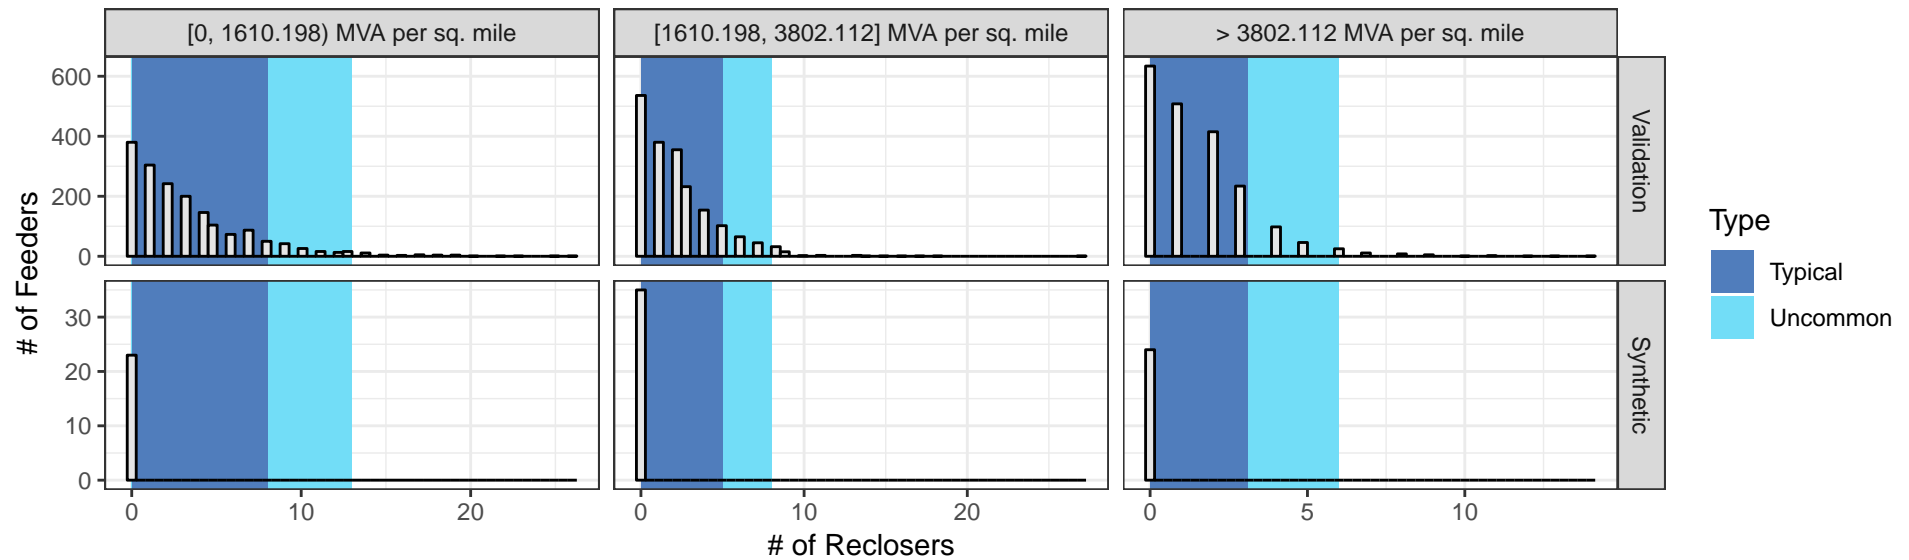 [0, 1610.198) MVA per sq. mile
[1610.198, 3802.112] MVA per sq. mile
> 3802.112 MVA per sq. mile
# of Feeders
600
400
200
0
Validation
30
20
10
0
Synthetic
0 10 20
0 10 20
0 5 10
# of Reclosers
Type
Typical
Uncommon